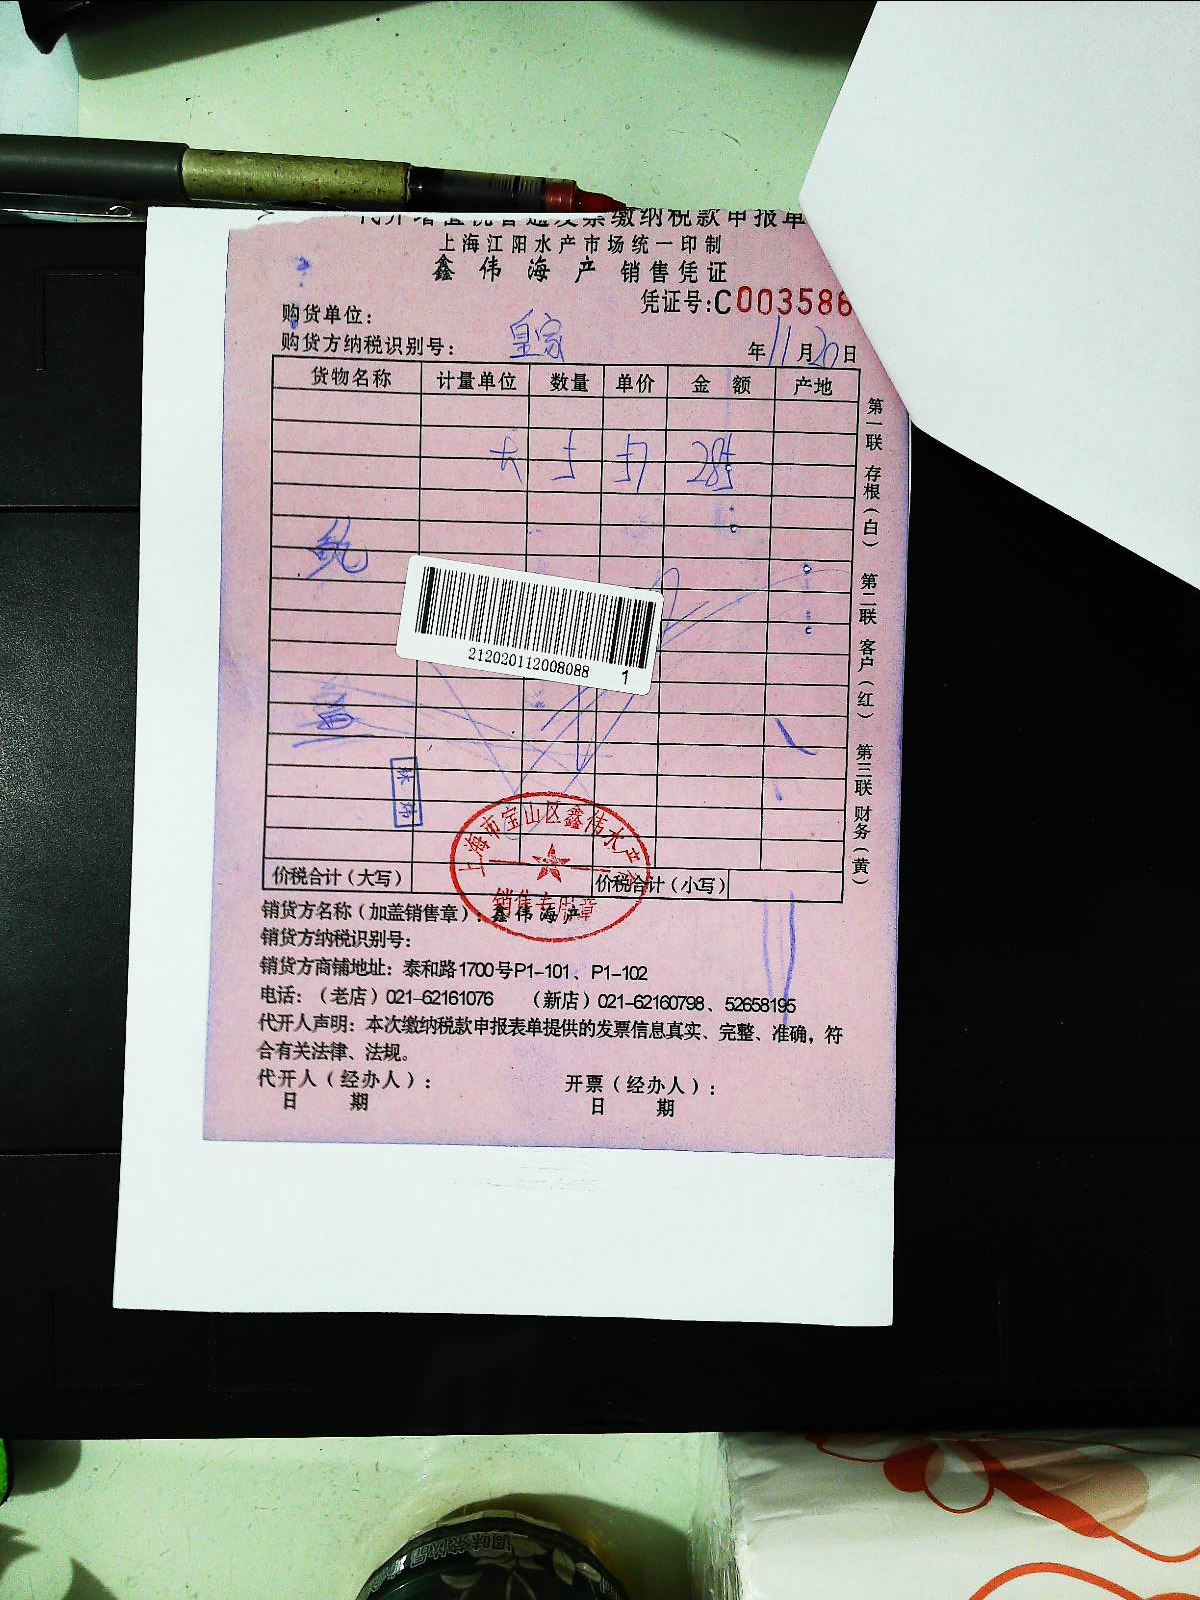 代开增值税普通发票缴纳税款申报单
上海江阳水产市场统一印制
鑫伟海产 销售凭证
凭证号:C003586
购货单位:
皇家
购货方纳税识别号:
年11月20日
货物名称 计量单位 数量 单价 金额 产地
大 5 57 285
212020112008088 1
上海市宝山区鑫伟水产
销售专用章
价税合计(大写) 价税合计(小写)
销货方名称(加盖销售章):鑫伟海产
销货方纳税识别号:
销货方商铺地址:泰和路1700号P1-101、P1-102
电话:(老店)021-62161076 (新店)021-62160798、52658195
代开人声明:本次缴纳税款申报表单提供的发票信息真实、完整、准确,符
合有关法律、法规。
代开人(经办人): 开票(经办人):
日 期 日 期
第一联 存根(白) 第二联 客户(红) 第三联 财务(黄)